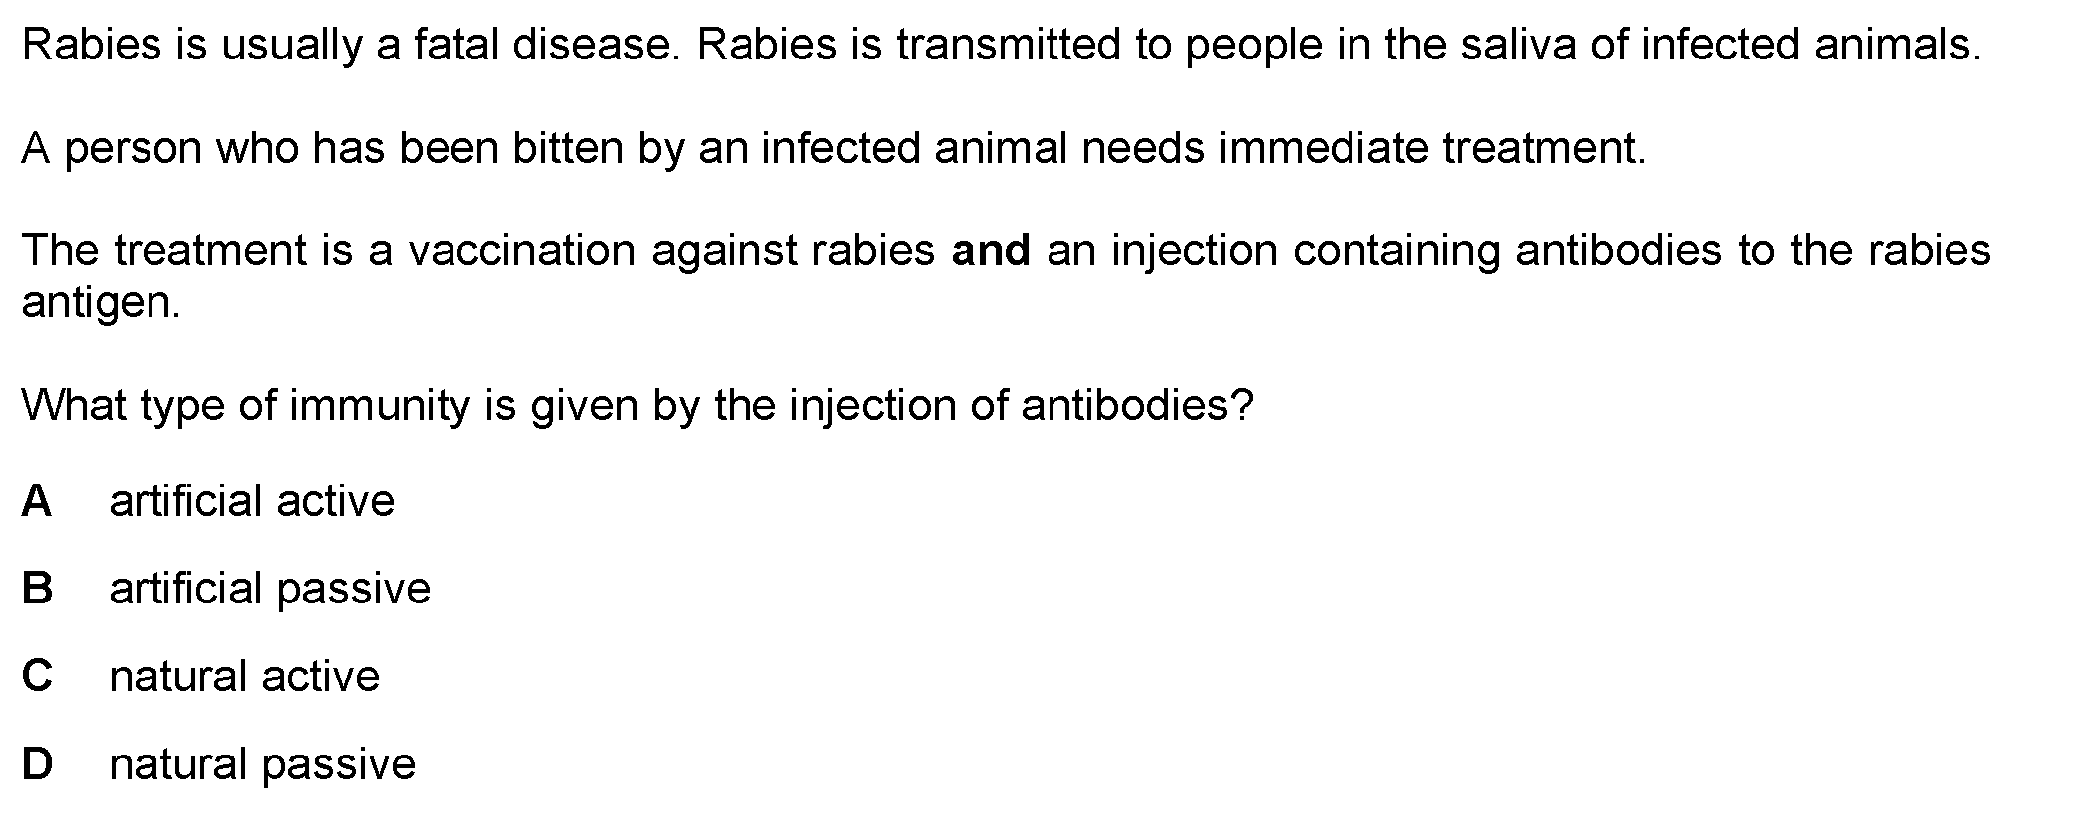 Rabies is usually a fatal disease. Rabies is transmitted to people in the saliva of infected animals.
A person who has been bitten by an infected animal needs immediate treatment.
The treatment is a vaccination against rabies and an injection containing antibodies to the rabies
antigen.
What type of immunity is given by the injection of antibodies?
A artificial active
B artificial passive
C natural active
D natural passive